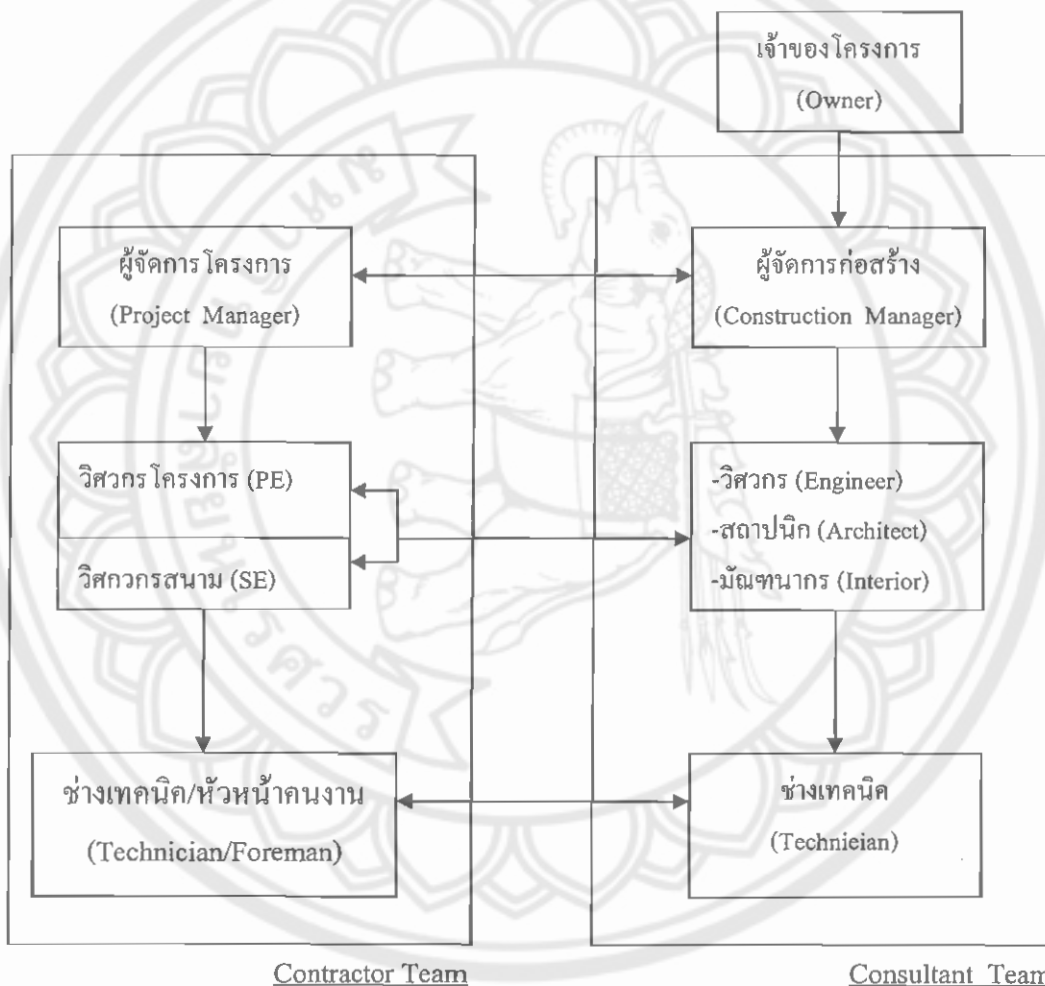 เจ้าของโครงการ
(Owner)
ผู้จัดการโครงการ
(Project Manager)
ผู้จัดการก่อสร้าง
(Construction Manager)
วิศวกรโครงการ (PE)
วิศกวกรสนาม (SE)
-วิศวกร (Engineer)
-สถาปนิก (Architect)
-มัณฑนากร (Interior)
ช่างเทคนิค/หัวหน้าคนงาน
(Technician/Foreman)
ช่างเทคนิค
(Technieian)
Contractor Team
Consultant Team